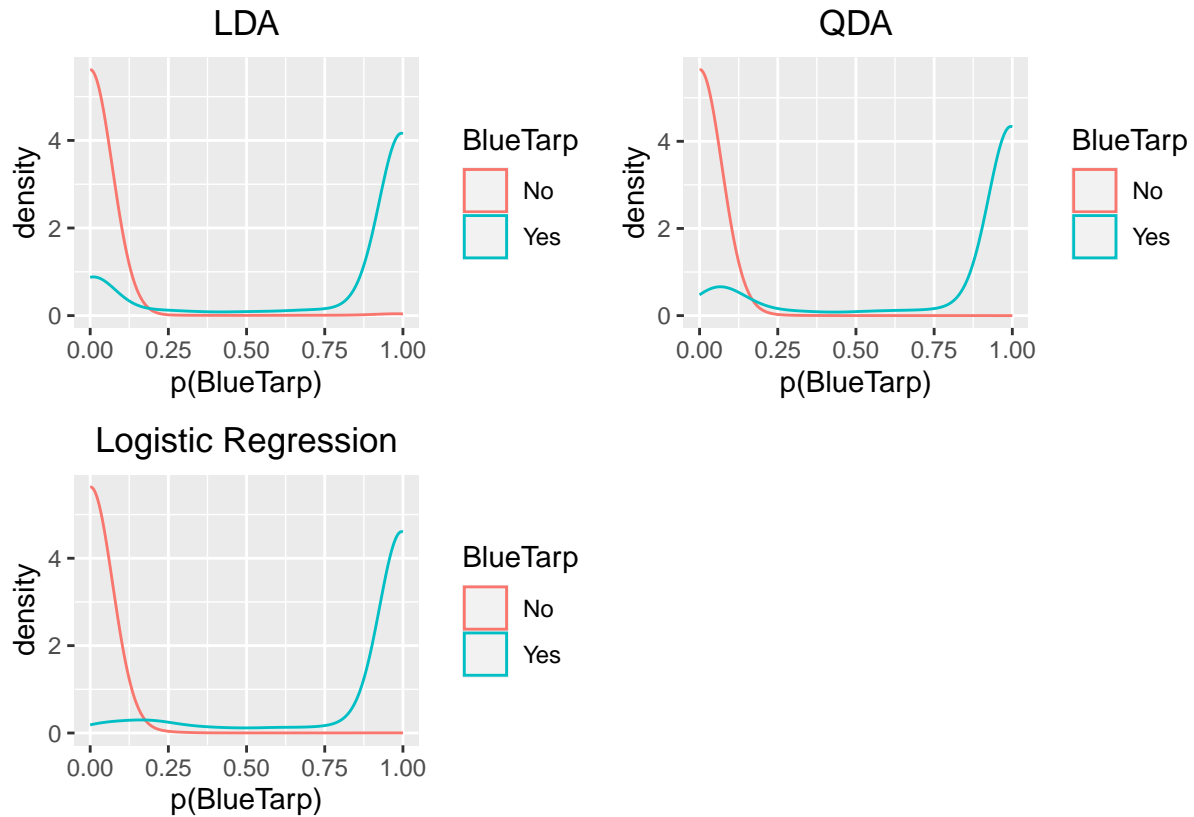 LDA
density
4
2
0
0.00 0.25 0.50 0.75 1.00
p(BlueTarp)
BlueTarp
No
Yes
QDA
density
4
2
0
0.00 0.25 0.50 0.75 1.00
p(BlueTarp)
BlueTarp
No
Yes
Logistic Regression
density
4
2
0
0.00 0.25 0.50 0.75 1.00
p(BlueTarp)
BlueTarp
No
Yes